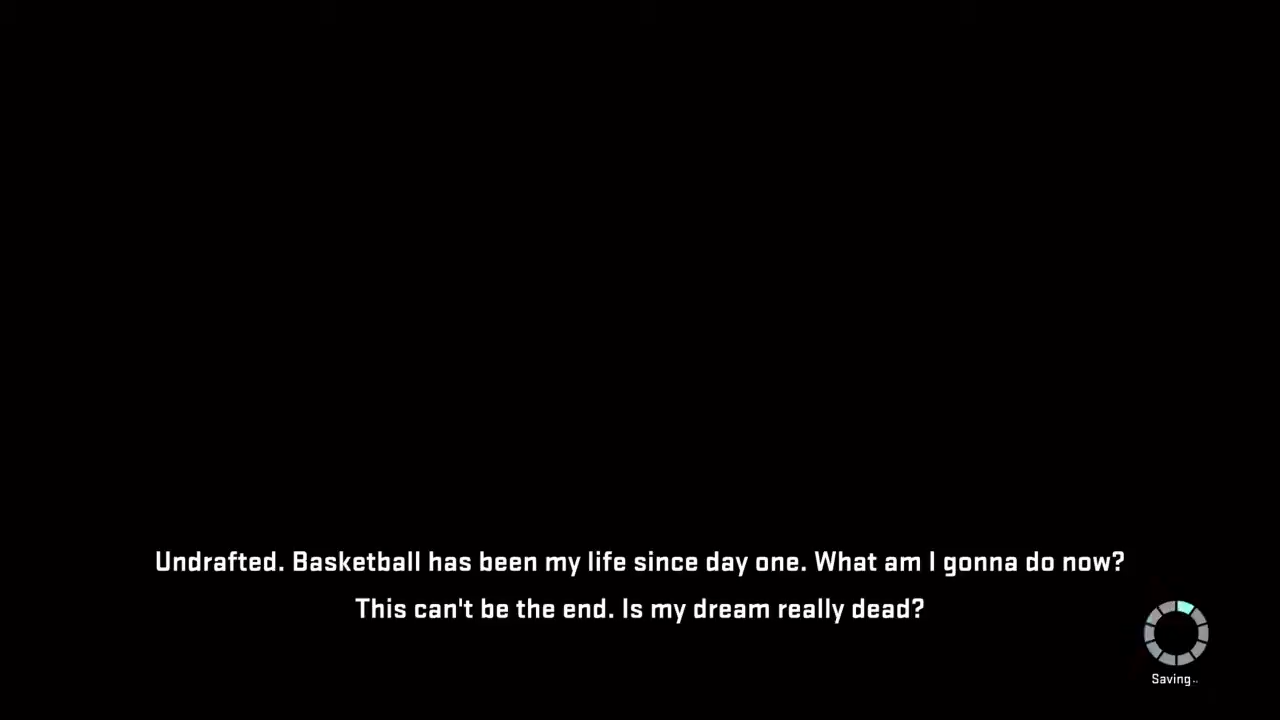 Undrafted. Basketball has been my life since day one. What am I gonna do now?
This can't be the end. Is my dream really dead?
Saving..